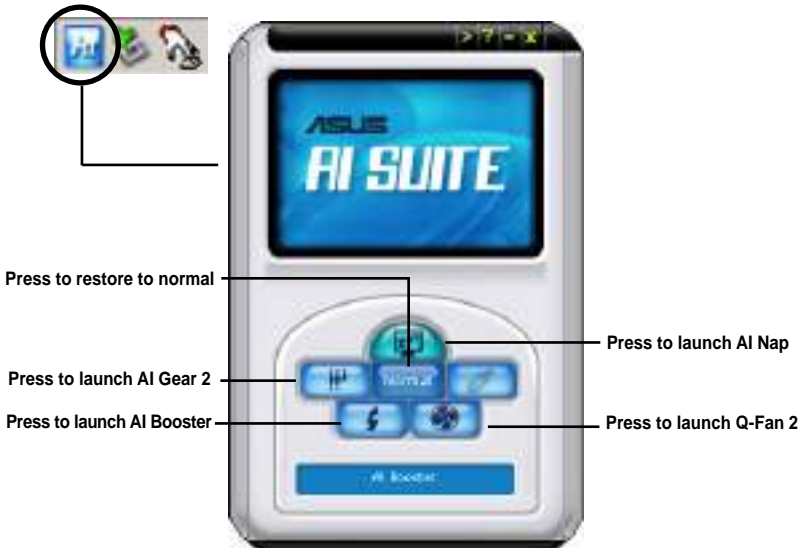 Ai
> ? - x
ASUS
AI SUITE
Press to restore to normal
Press to launch AI Nap
Press to launch AI Gear 2
Normal
Press to launch AI Booster
Press to launch Q-Fan 2
AI Booster